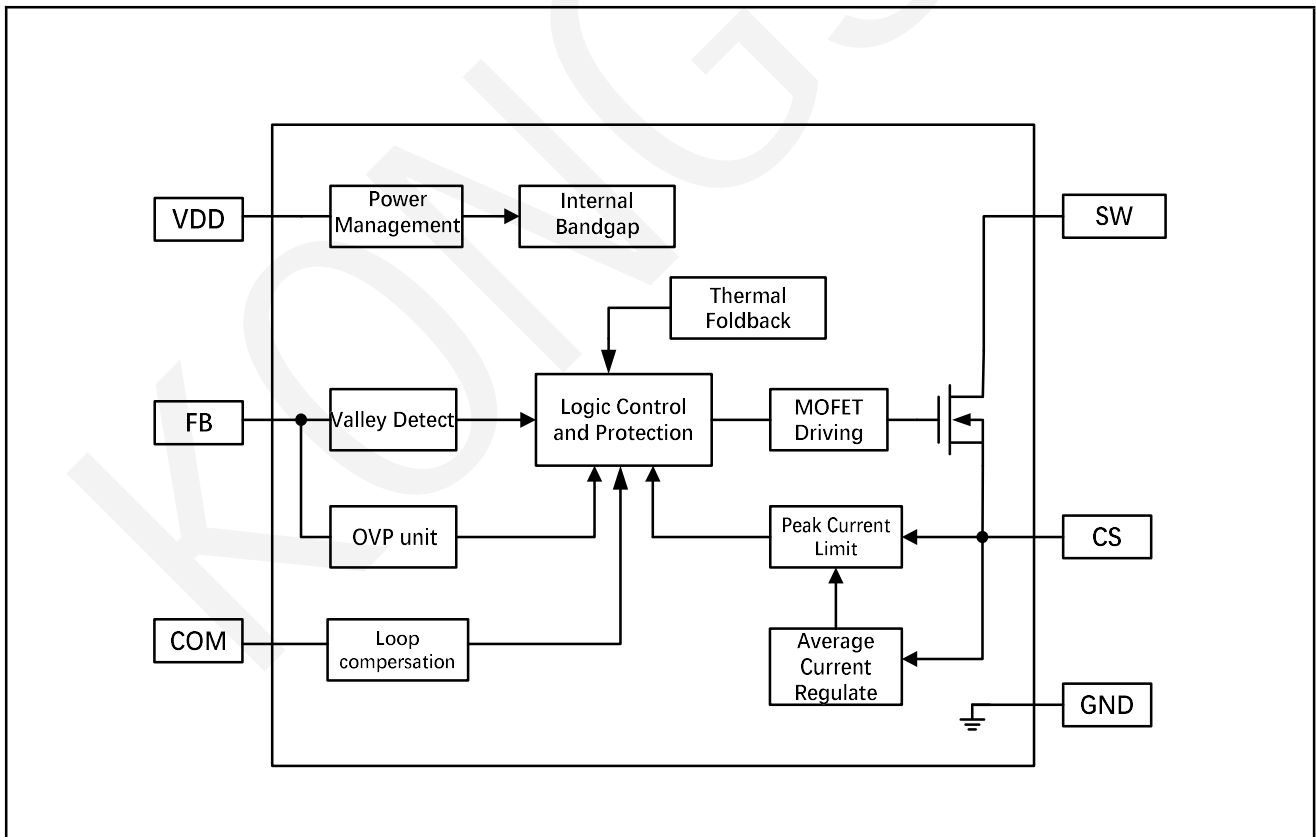 Power
Management
Internal
Bandgap
VDD
SW
Thermal
Foldback
FB
Valley Detect
Logic Control
and Protection
MOFET
Driving
OVP unit
Peak Current
Limit
CS
COM
Loop
compersation
Average
Current
Regulate
GND